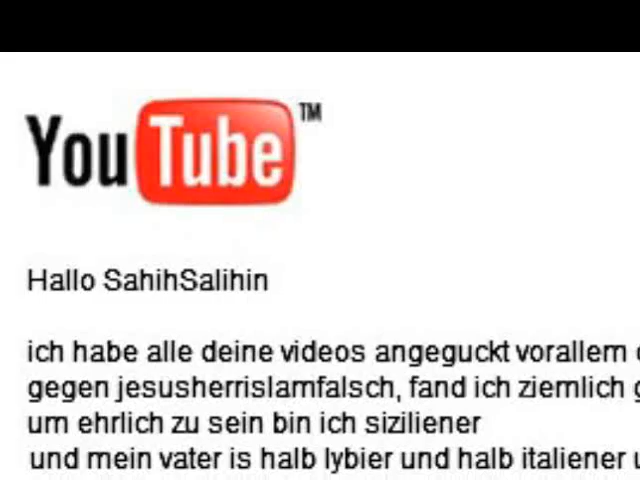 YouTube™
Hallo SahihSalihin
ich habe alle deine videos angeguckt vorallem
gegen jesusherrislamfalsch, fand ich ziemlich
um ehrlich zu sein bin ich siziliener
und mein vater is halb lybier und halb italiener